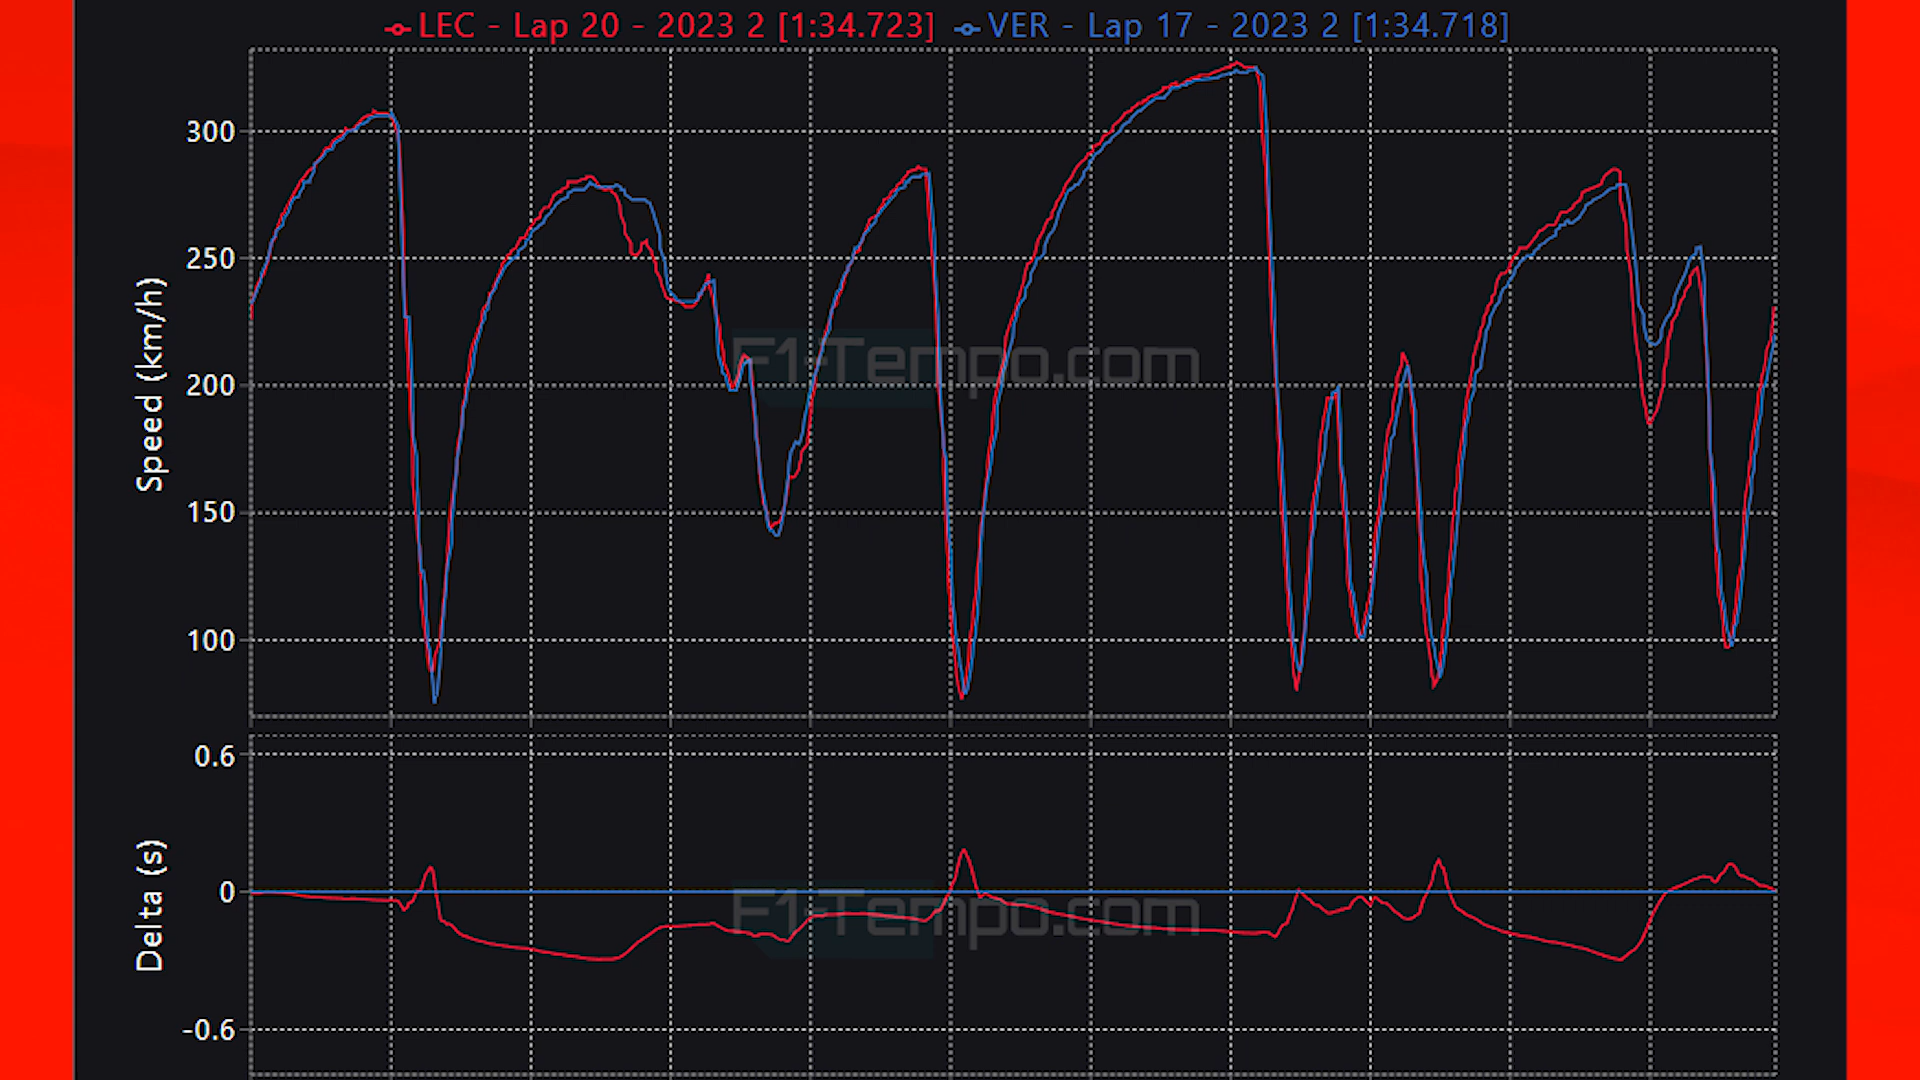 LEC - Lap 20 - 2023 2 [1:34.723] VER - Lap 17 - 2023 2 [1:34.718]
Speed (km/h)
300
250
200
150
100
F1-Tempo.com
Delta (s)
0.6
0
-0.6
F1-Tempo.com